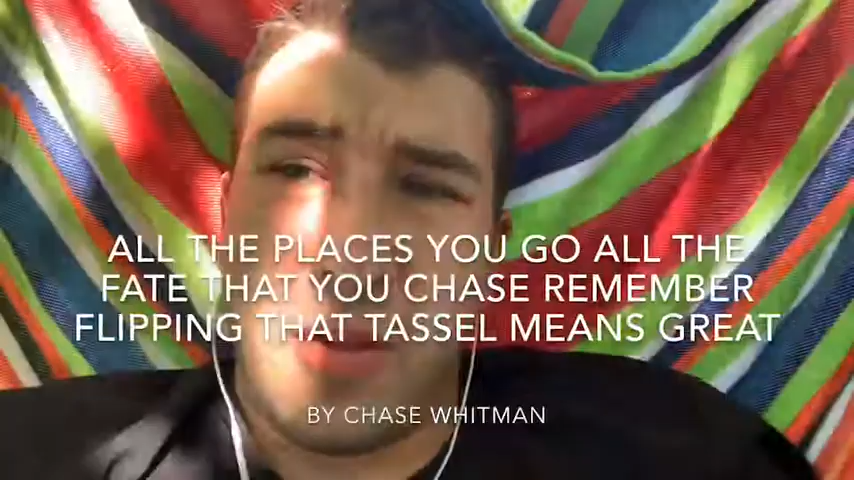 ALL THE PLACES YOU GO ALL THE
FATE THAT YOU CHASE REMEMBER
FLIPPING THAT TASSEL MEANS GREAT
BY CHASE WHITMAN